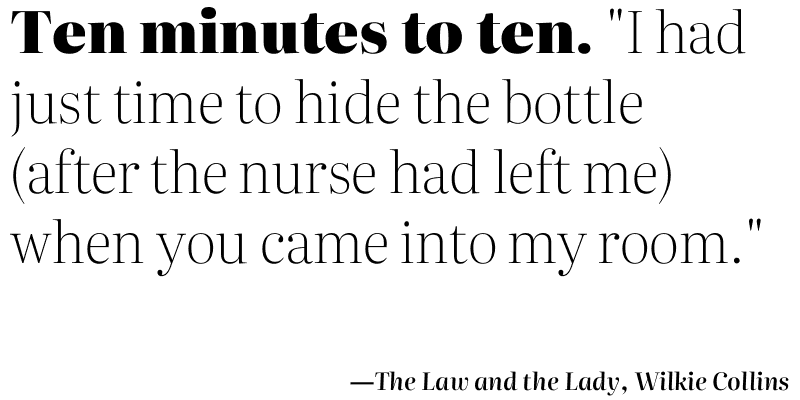 Ten minutes to ten. "I had
just time to hide the bottle
(after the nurse had left me)
when you came into my room."
—The Law and the Lady, Wilkie Collins